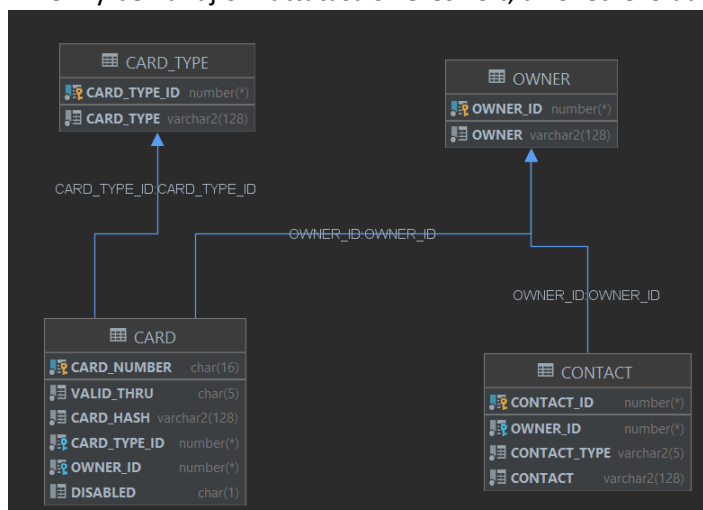 CARD_TYPE
CARD_TYPE_ID number(*)
CARD_TYPE varchar2(128)
OWNER
OWNER_ID number(*)
OWNER varchar2(128)
CARD_TYPE_ID:CARD_TYPE_ID
OWNER_ID:OWNER_ID
OWNER_ID:OWNER_ID
CARD
CARD_NUMBER char(16)
VALID_THRU char(5)
CARD_HASH varchar2(128)
CARD_TYPE_ID number(*)
OWNER_ID number(*)
DISABLED char(1)
CONTACT
CONTACT_ID number(*)
OWNER_ID number(*)
CONTACT_TYPE varchar2(5)
CONTACT varchar2(128)